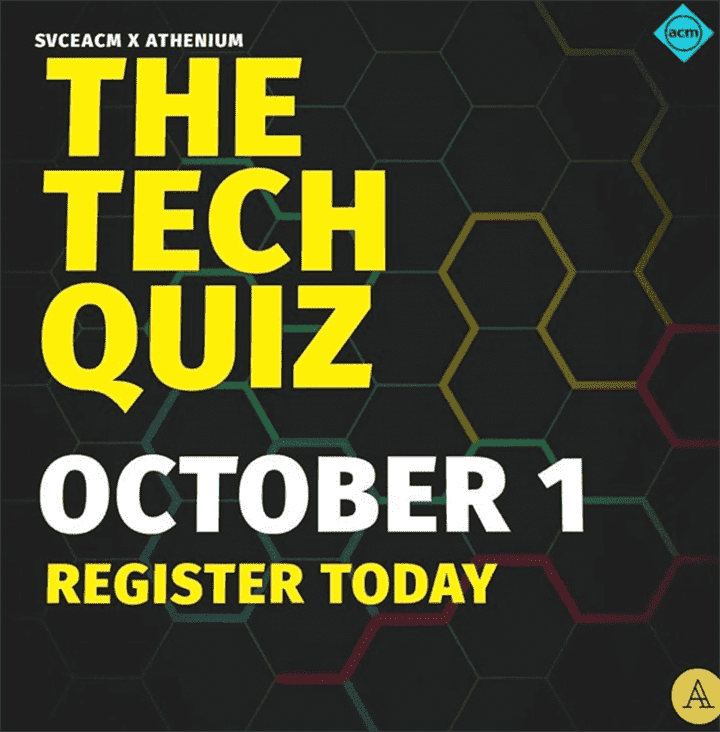 SVCEACM X ATHENIUM
acm
THE
TECH
QUIZ
OCTOBER 1
REGISTER TODAY
A